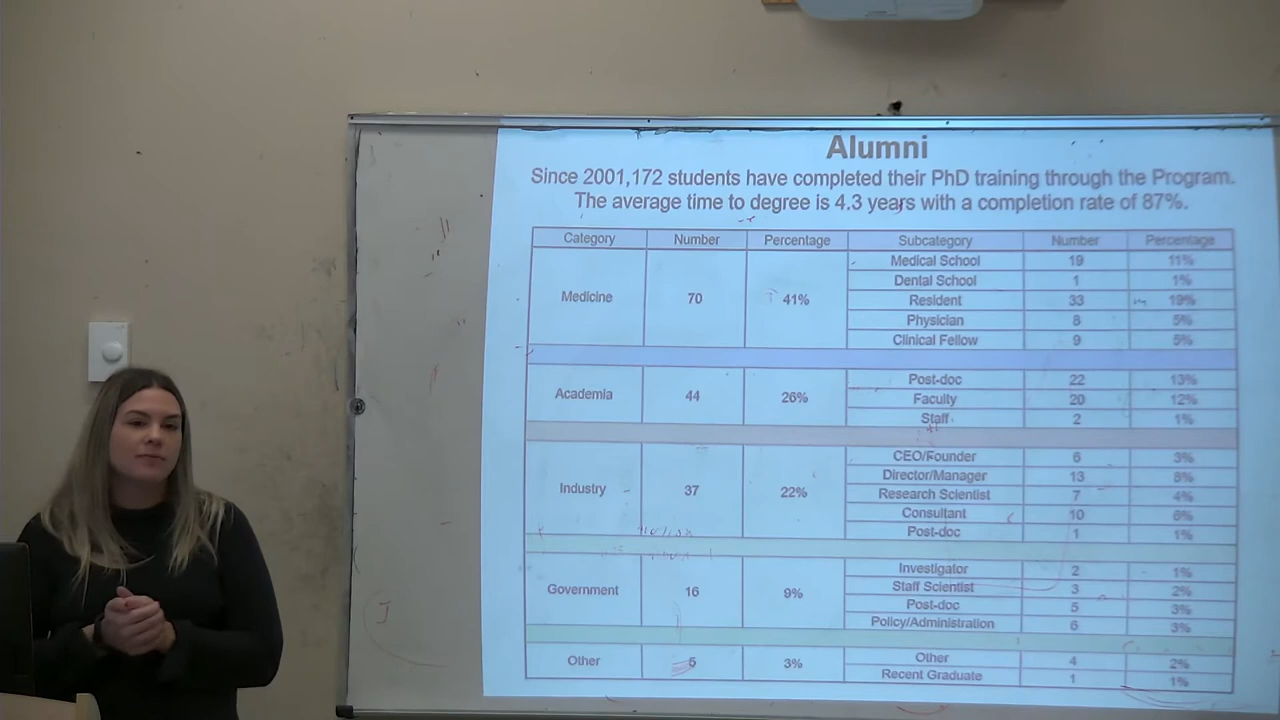 Alumni
Since 2001,172 students have completed their PhD training through the Program.
The average time to degree is 4.3 years with a completion rate of 87%.
Category Number Percentage Subcategory Number Percentage
Medical School 19 11%
Dental School 1 1%
Medicine 70 41% Resident 33 19%
Physician 8 5%
Clinical Fellow 9 5%
Post-doc 22 13%
Academia 44 26% Faculty 20 12%
Staff 2 1%
CEO/Founder 6 3%
Director/Manager 13 8%
Industry 37 22% Research Scientist 7 4%
Consultant 10 6%
Post-doc 1 1%
Investigator 2 1%
Government 16 9% Staff Scientist 3 2%
Post-doc 5 3%
Policy/Administration 6 3%
Other 5 3% Other 4 2%
Recent Graduate 1 1%